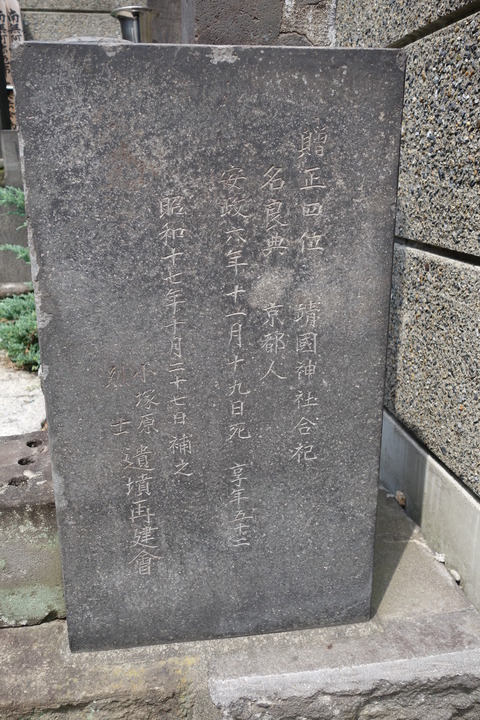 贈正四位 靖國神社合祀
名良典 京都人
安政六年十一月十九日死 享年五十二
昭和十七年十月二十七日補之
小塚原
烈士
遺墳再建會